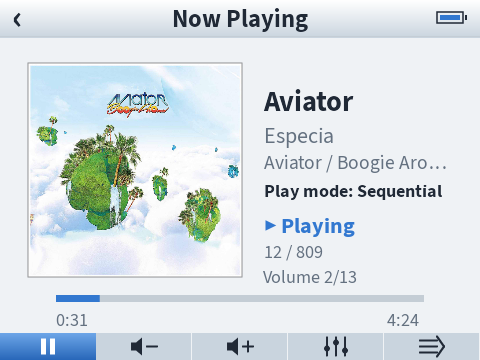 Now Playing
AviatoR
Aviator
Especia
Aviator / Boogie Aro…
Play mode: Sequential
Playing
12 / 809
Volume 2/13
0:31
4:24